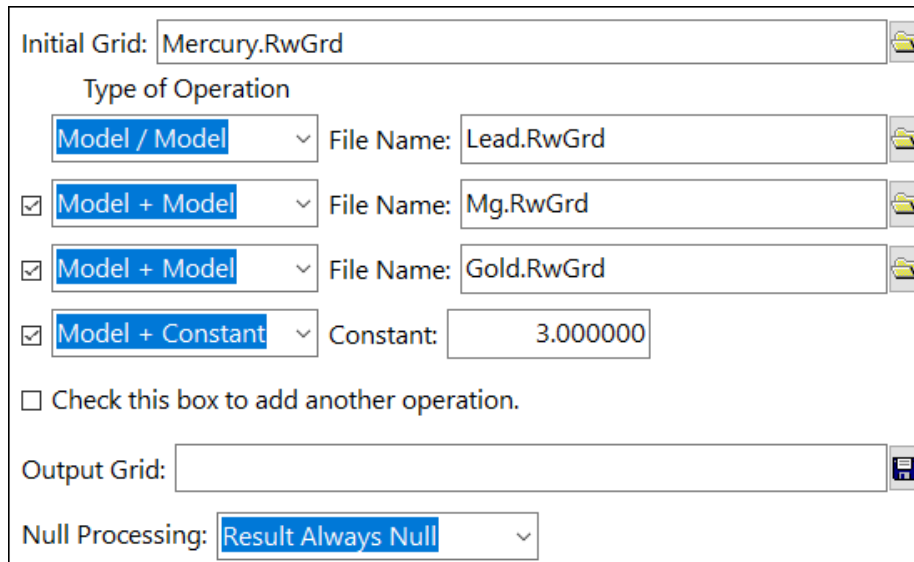 Initial Grid: Mercury.RwGrd
Type of Operation
Model / Model File Name: Lead.RwGrd
Model + Model File Name: Mg.RwGrd
Model + Model File Name: Gold.RwGrd
Model + Constant Constant: 3.000000
Check this box to add another operation.
Output Grid:
Null Processing: Result Always Null